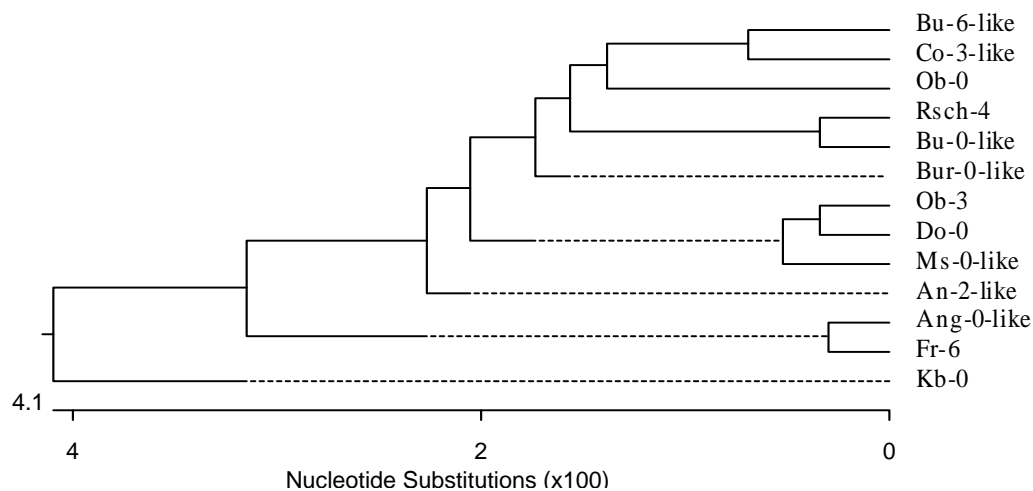 Bu-6-like
Co-3-like
Ob-0
Rsch-4
Bu-0-like
Bur-0-like
Ob-3
Do-0
Ms-0-like
An-2-like
Ang-0-like
Fr-6
Kb-0
4.1
4 2 0
Nucleotide Substitutions (x100)